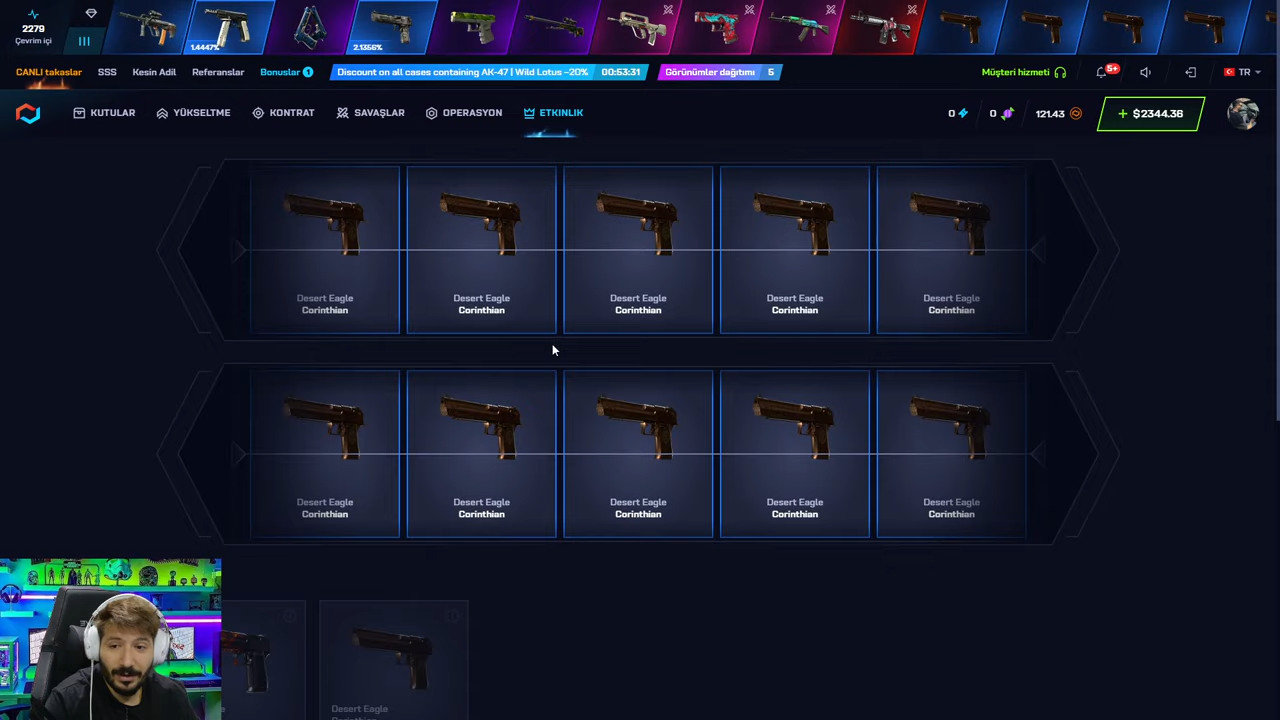 2279
Çevrim içi
1.4447%
2.1356%
CANLI takaslar
SSS
Kesin Adil
Referanslar
Bonuslar 1
Discount on all cases containing AK-47 | Wild Lotus -20% 00:53:31
Görünümler dağıtımı 5
Müşteri hizmeti
5+
TR
KUTULAR
YÜKSELTME
KONTRAT
SAVAŞLAR
OPERASYON
ETKINLIK
0
0
121.43
+ $2344.36
Desert Eagle Desert Eagle Desert Eagle Desert Eagle Desert Eagle
Corinthian Corinthian Corinthian Corinthian Corinthian
Desert Eagle Desert Eagle Desert Eagle Desert Eagle Desert Eagle
Corinthian Corinthian Corinthian Corinthian Corinthian
Desert Eagle
Corinthian